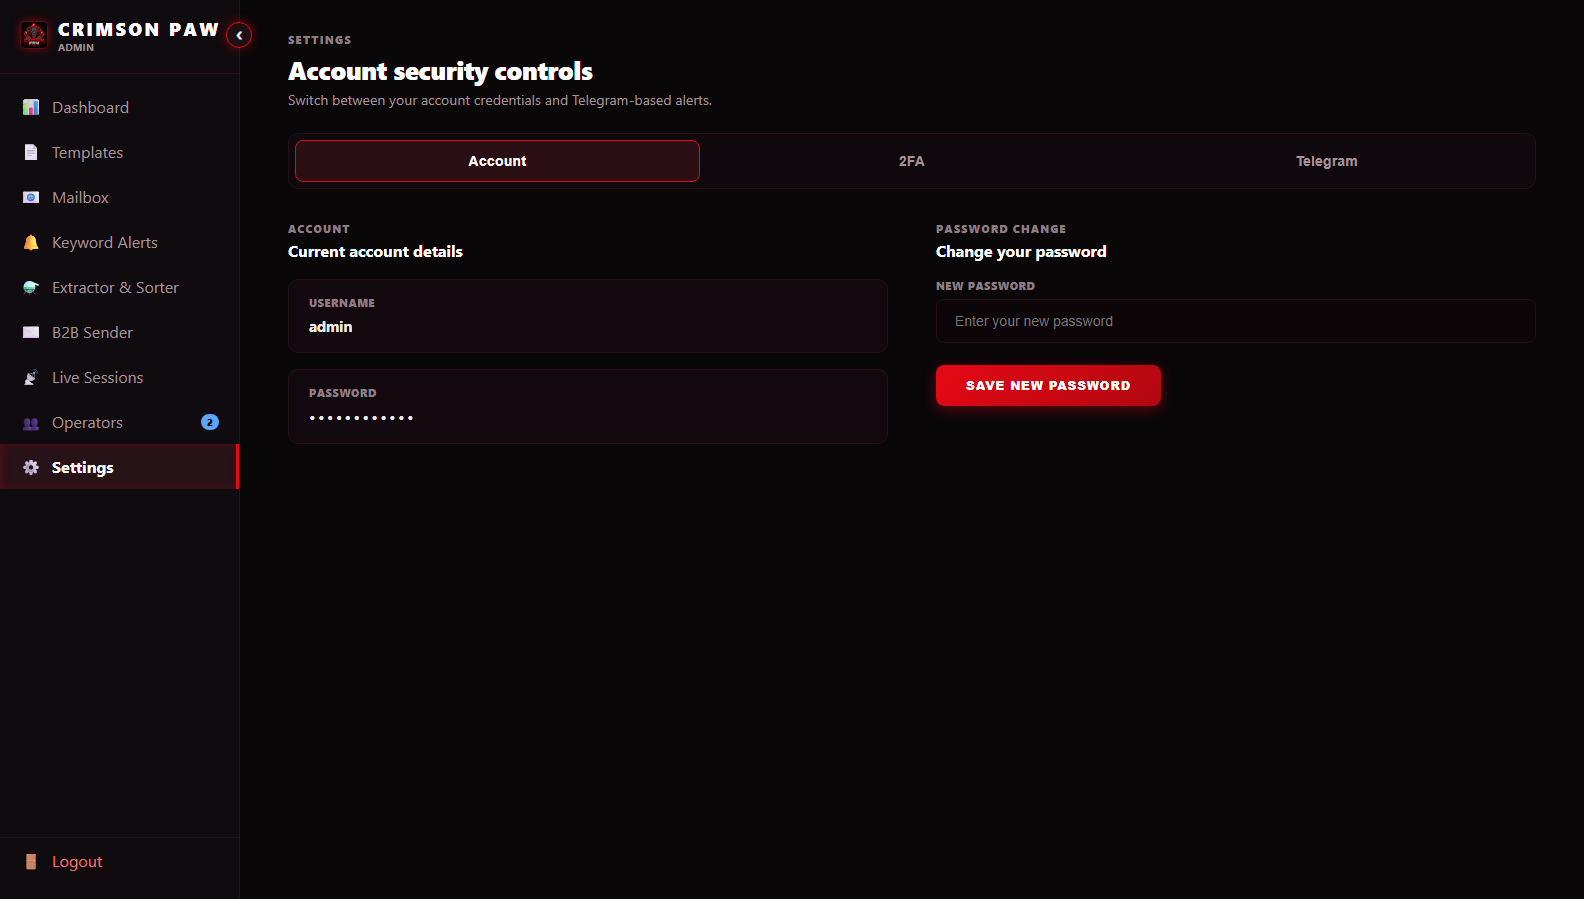 CRIMSON PAW
ADMIN
Dashboard
Templates
Mailbox
Keyword Alerts
Extractor & Sorter
B2B Sender
Live Sessions
Operators 2
Settings
Logout
SETTINGS
Account security controls
Switch between your account credentials and Telegram-based alerts.
Account 2FA Telegram
ACCOUNT
Current account details
USERNAME
admin
PASSWORD
••••••••••••
PASSWORD CHANGE
Change your password
NEW PASSWORD
Enter your new password
SAVE NEW PASSWORD